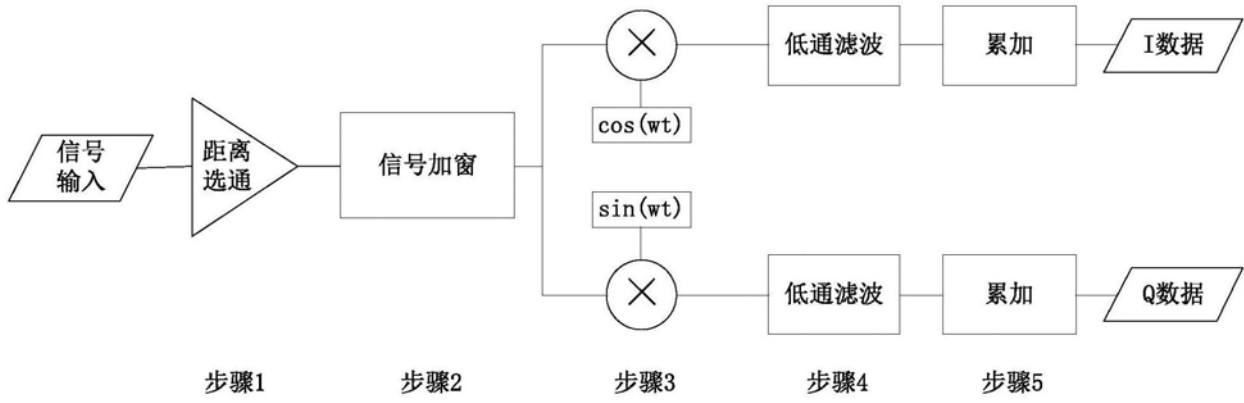 低通滤波
累加
I数据
cos(wt)
信号
输入
距离
选通
信号加窗
sin(wt)
低通滤波
累加
Q数据
步骤1
步骤2
步骤3
步骤4
步骤5